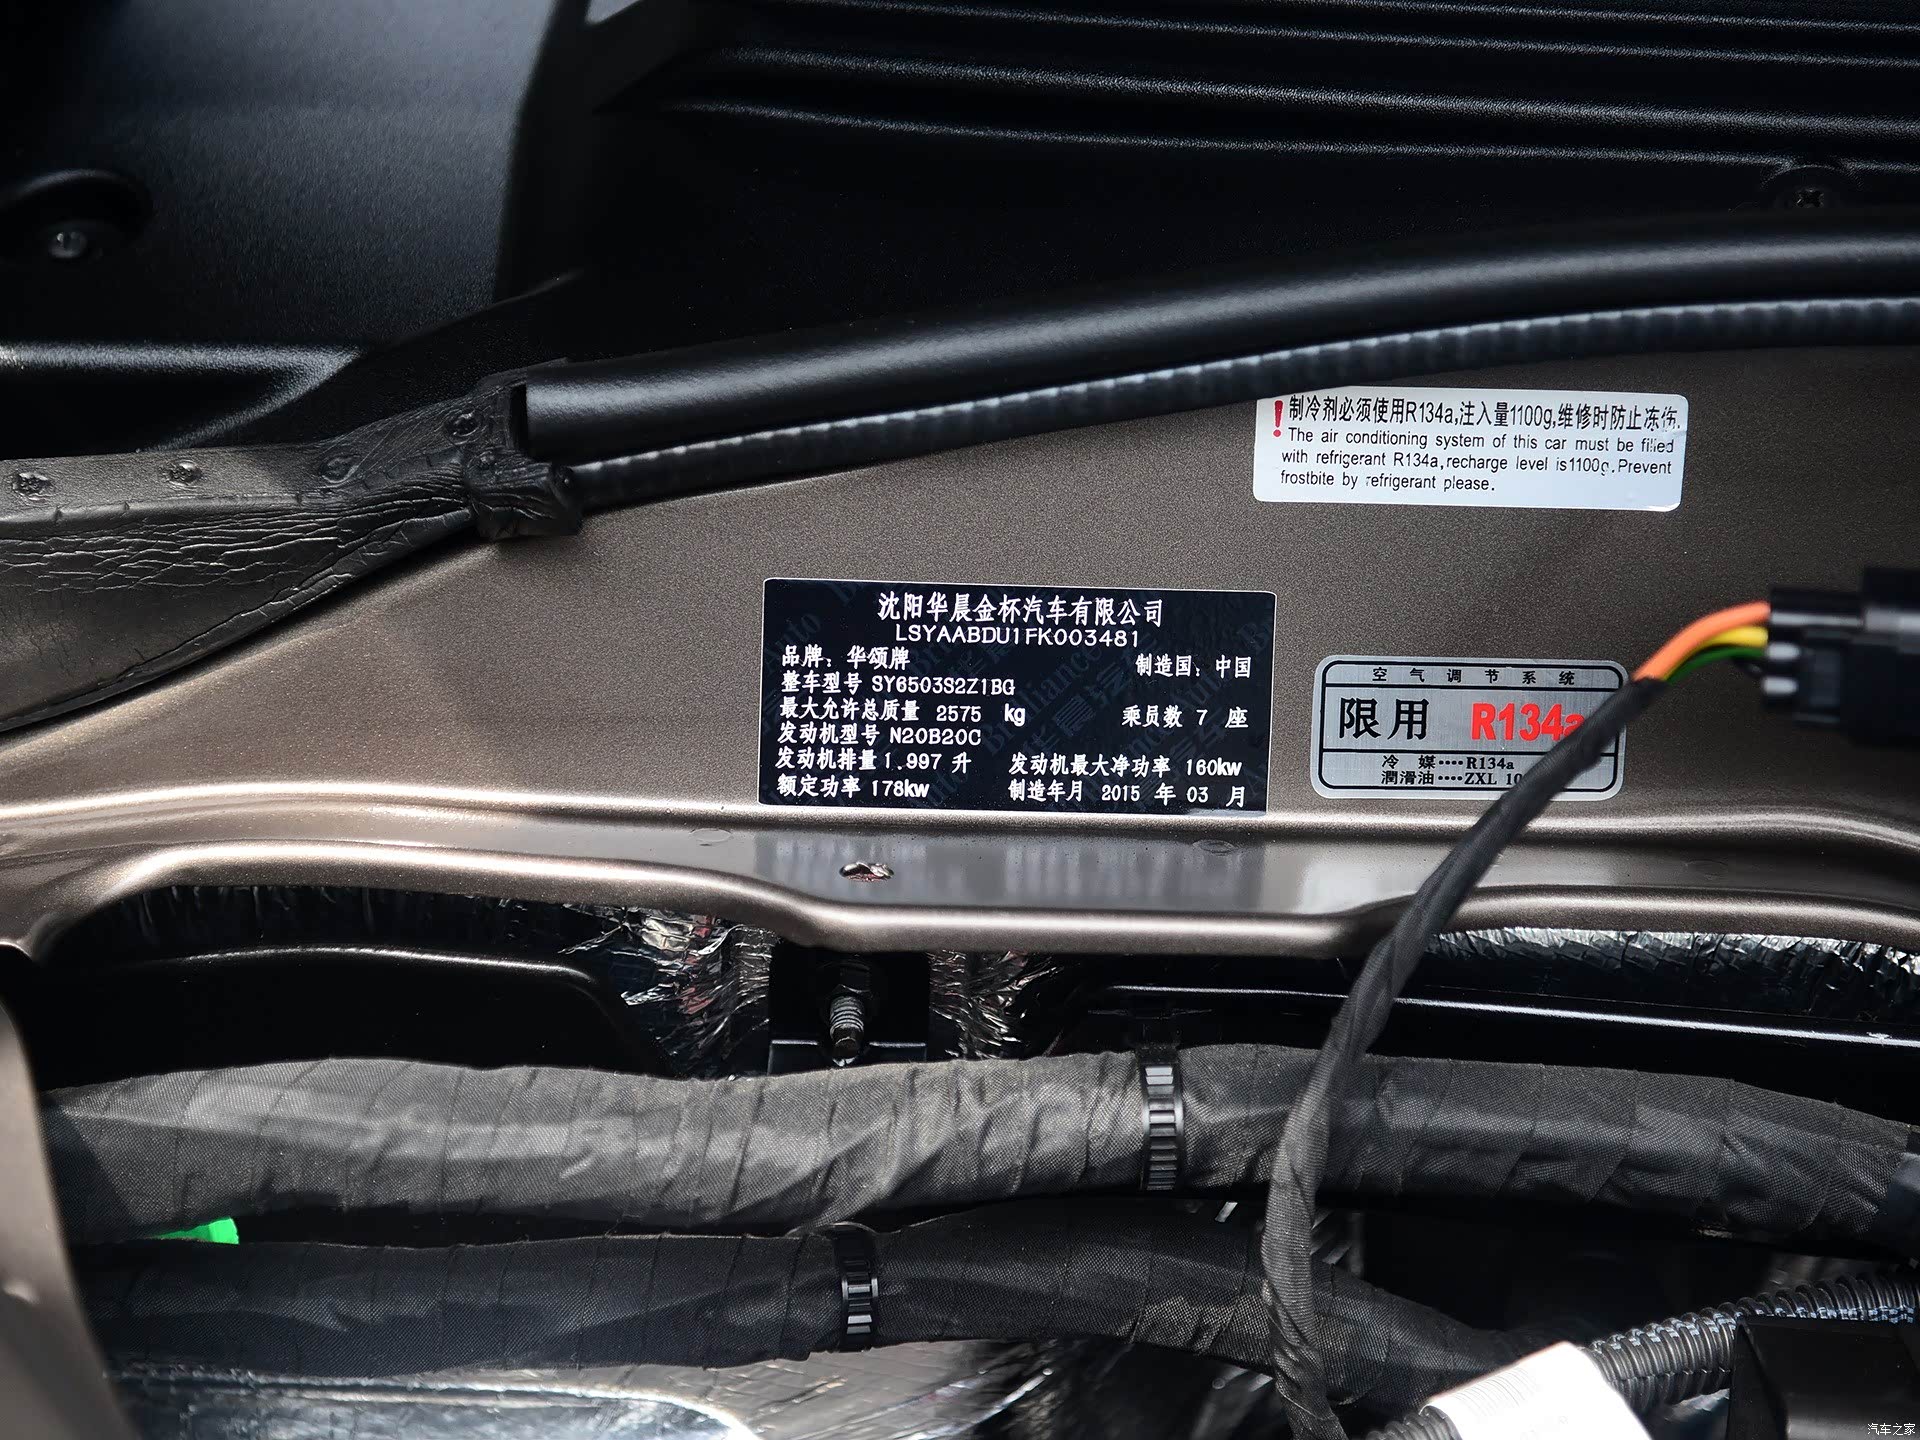 !制冷剂必须使用R134a,注入量1100g,维修时防止冻伤.
The air conditioning system of this car must be filled
with refrigerant R134a,recharge level is1100g.Prevent
frostbite by refrigerant please.
沈阳华晨金杯汽车有限公司
LSYAABDU1FK003481
品牌：华颂牌 制造国：中国
整车型号 SY6503S2Z1BG
最大允许总质量 2575 kg 乘员数 7 座
发动机型号 N20B20C
发动机排量 1.997 升 发动机最大净功率 160kw
额定功率 178kw 制造年月 2015 年 03 月
空气调节系统
限用 R134a
冷 媒····R134a
潤滑油····ZXL 10
汽车之家